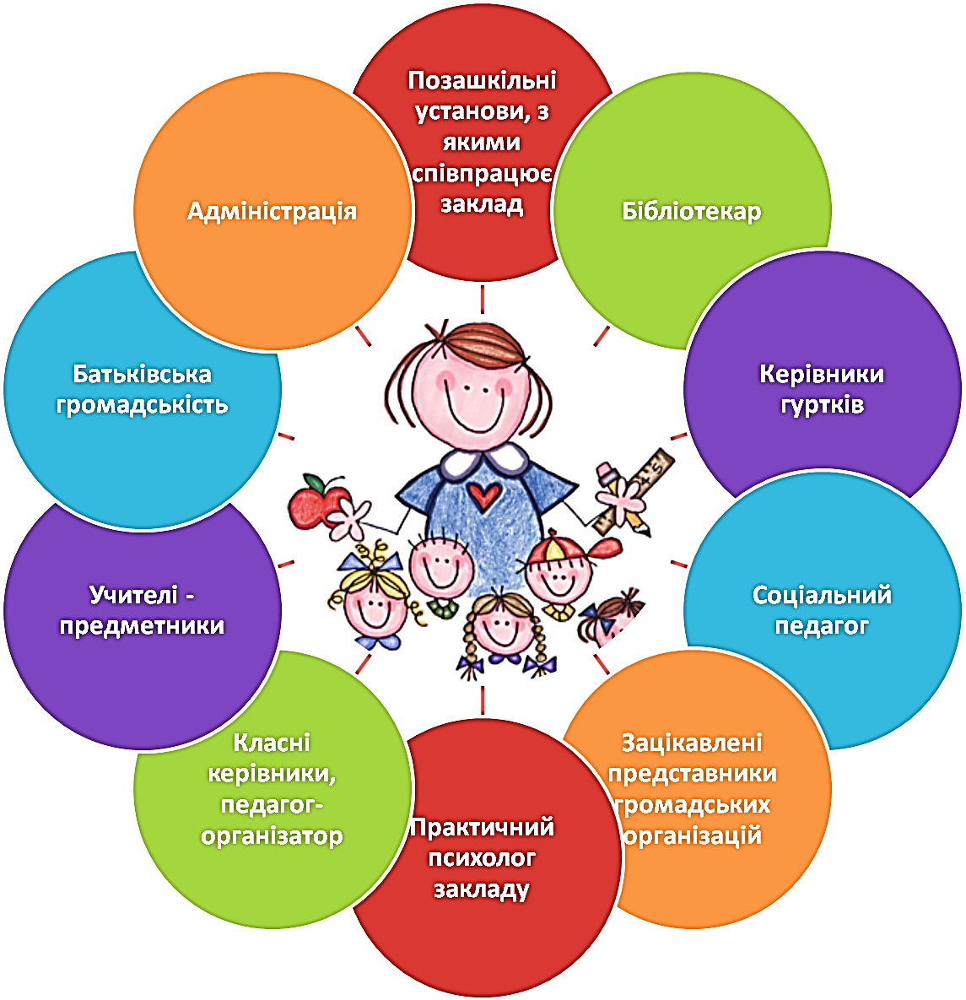 Позашкільні
установи, з
якими
співпрацює
заклад
Бібліотекар
Керівники
гуртків
Соціальний
педагог
Зацікавлені
представники
громадських
організацій
Практичний
психолог
закладу
Класні
керівники,
педагог-
організатор
Учителі -
предметники
Батьківська
громадськість
Адміністрація